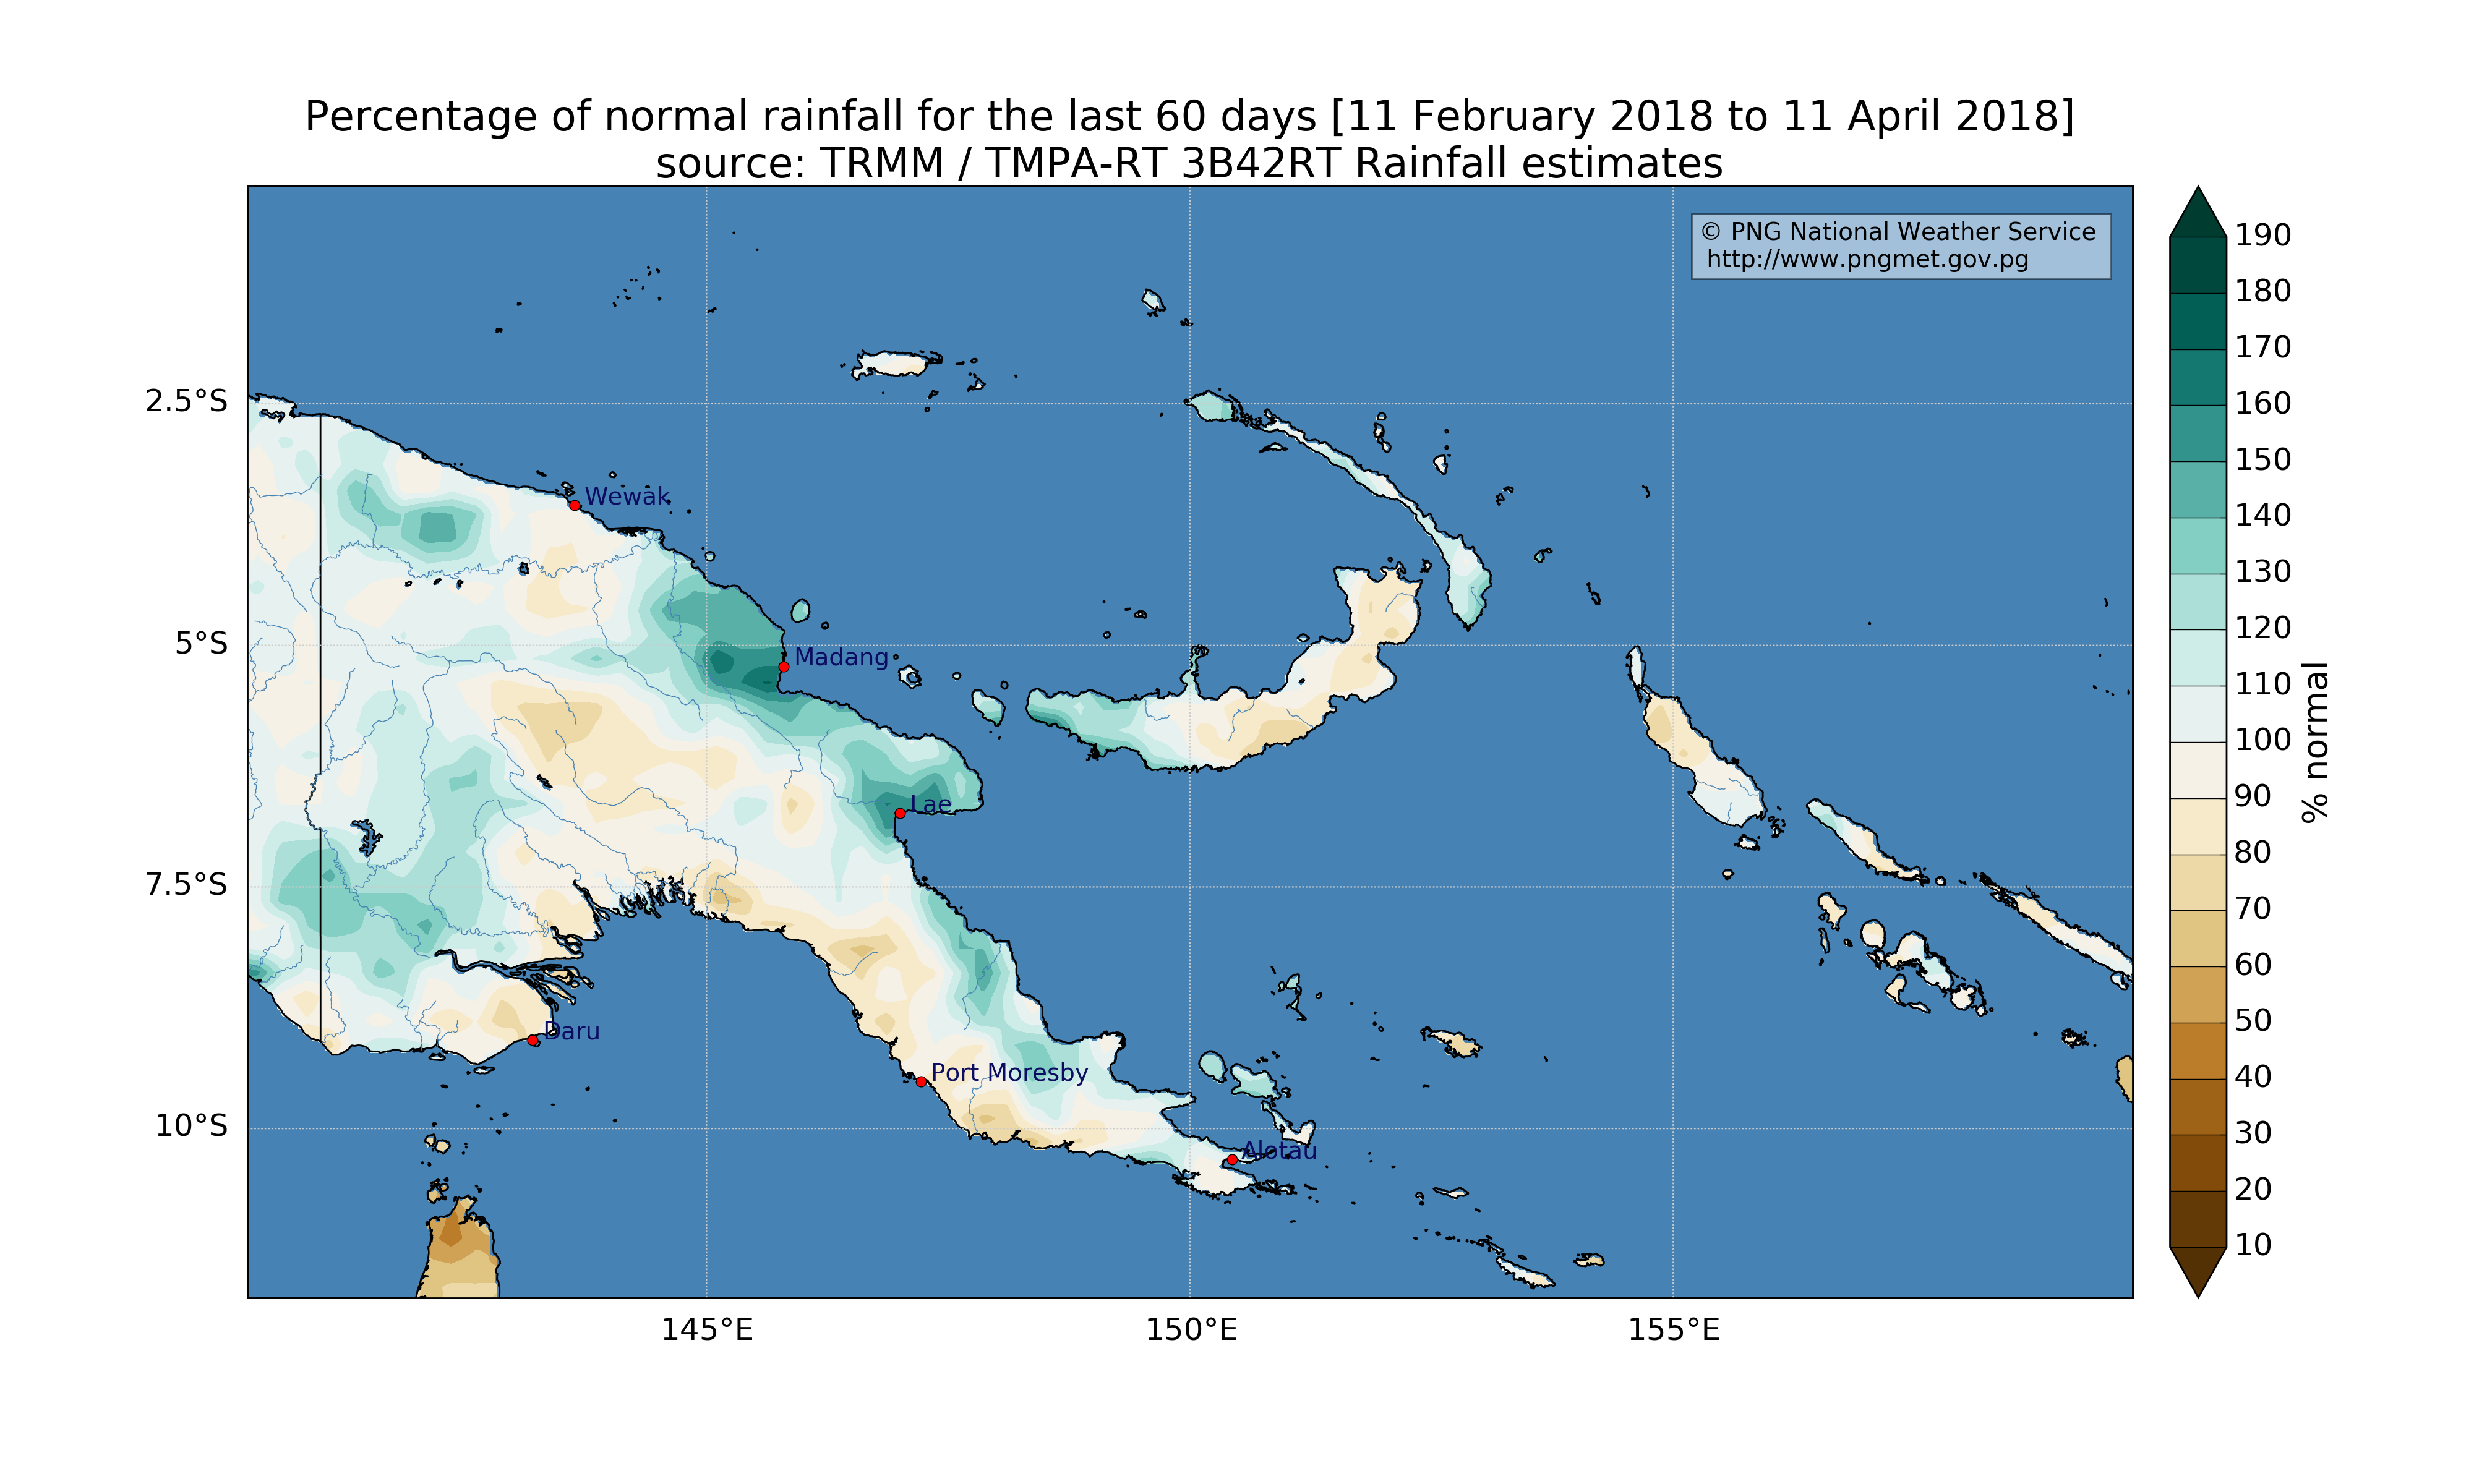 Percentage of normal rainfall for the last 60 days [11 February 2018 to 11 April 2018]
source: TRMM / TMPA-RT 3B42RT Rainfall estimates
© PNG National Weather Service
http://www.pngmet.gov.pg
2.5°S
5°S
7.5°S
10°S
Wewak
Madang
Lae
Daru
Port Moresby
Alotau
145°E
150°E
155°E
190
180
170
160
150
140
130
120
110
100
90
80
70
60
50
40
30
20
10
% normal